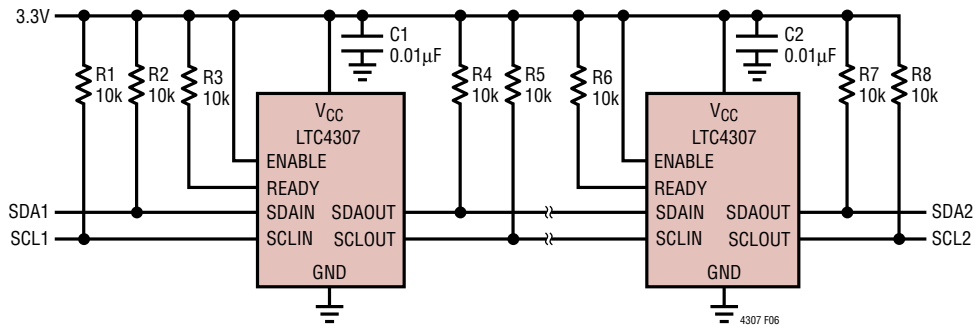 3.3V
C1
0.01µF
C2
0.01µF
R1
10k
R2
10k
R3
10k
R4
10k
R5
10k
R6
10k
R7
10k
R8
10k
VCC
LTC4307
ENABLE
READY
SDAIN SDAOUT
SCLIN SCLOUT
GND
VCC
LTC4307
ENABLE
READY
SDAIN SDAOUT
SCLIN SCLOUT
GND
SDA1
SCL1
SDA2
SCL2
4307 F06